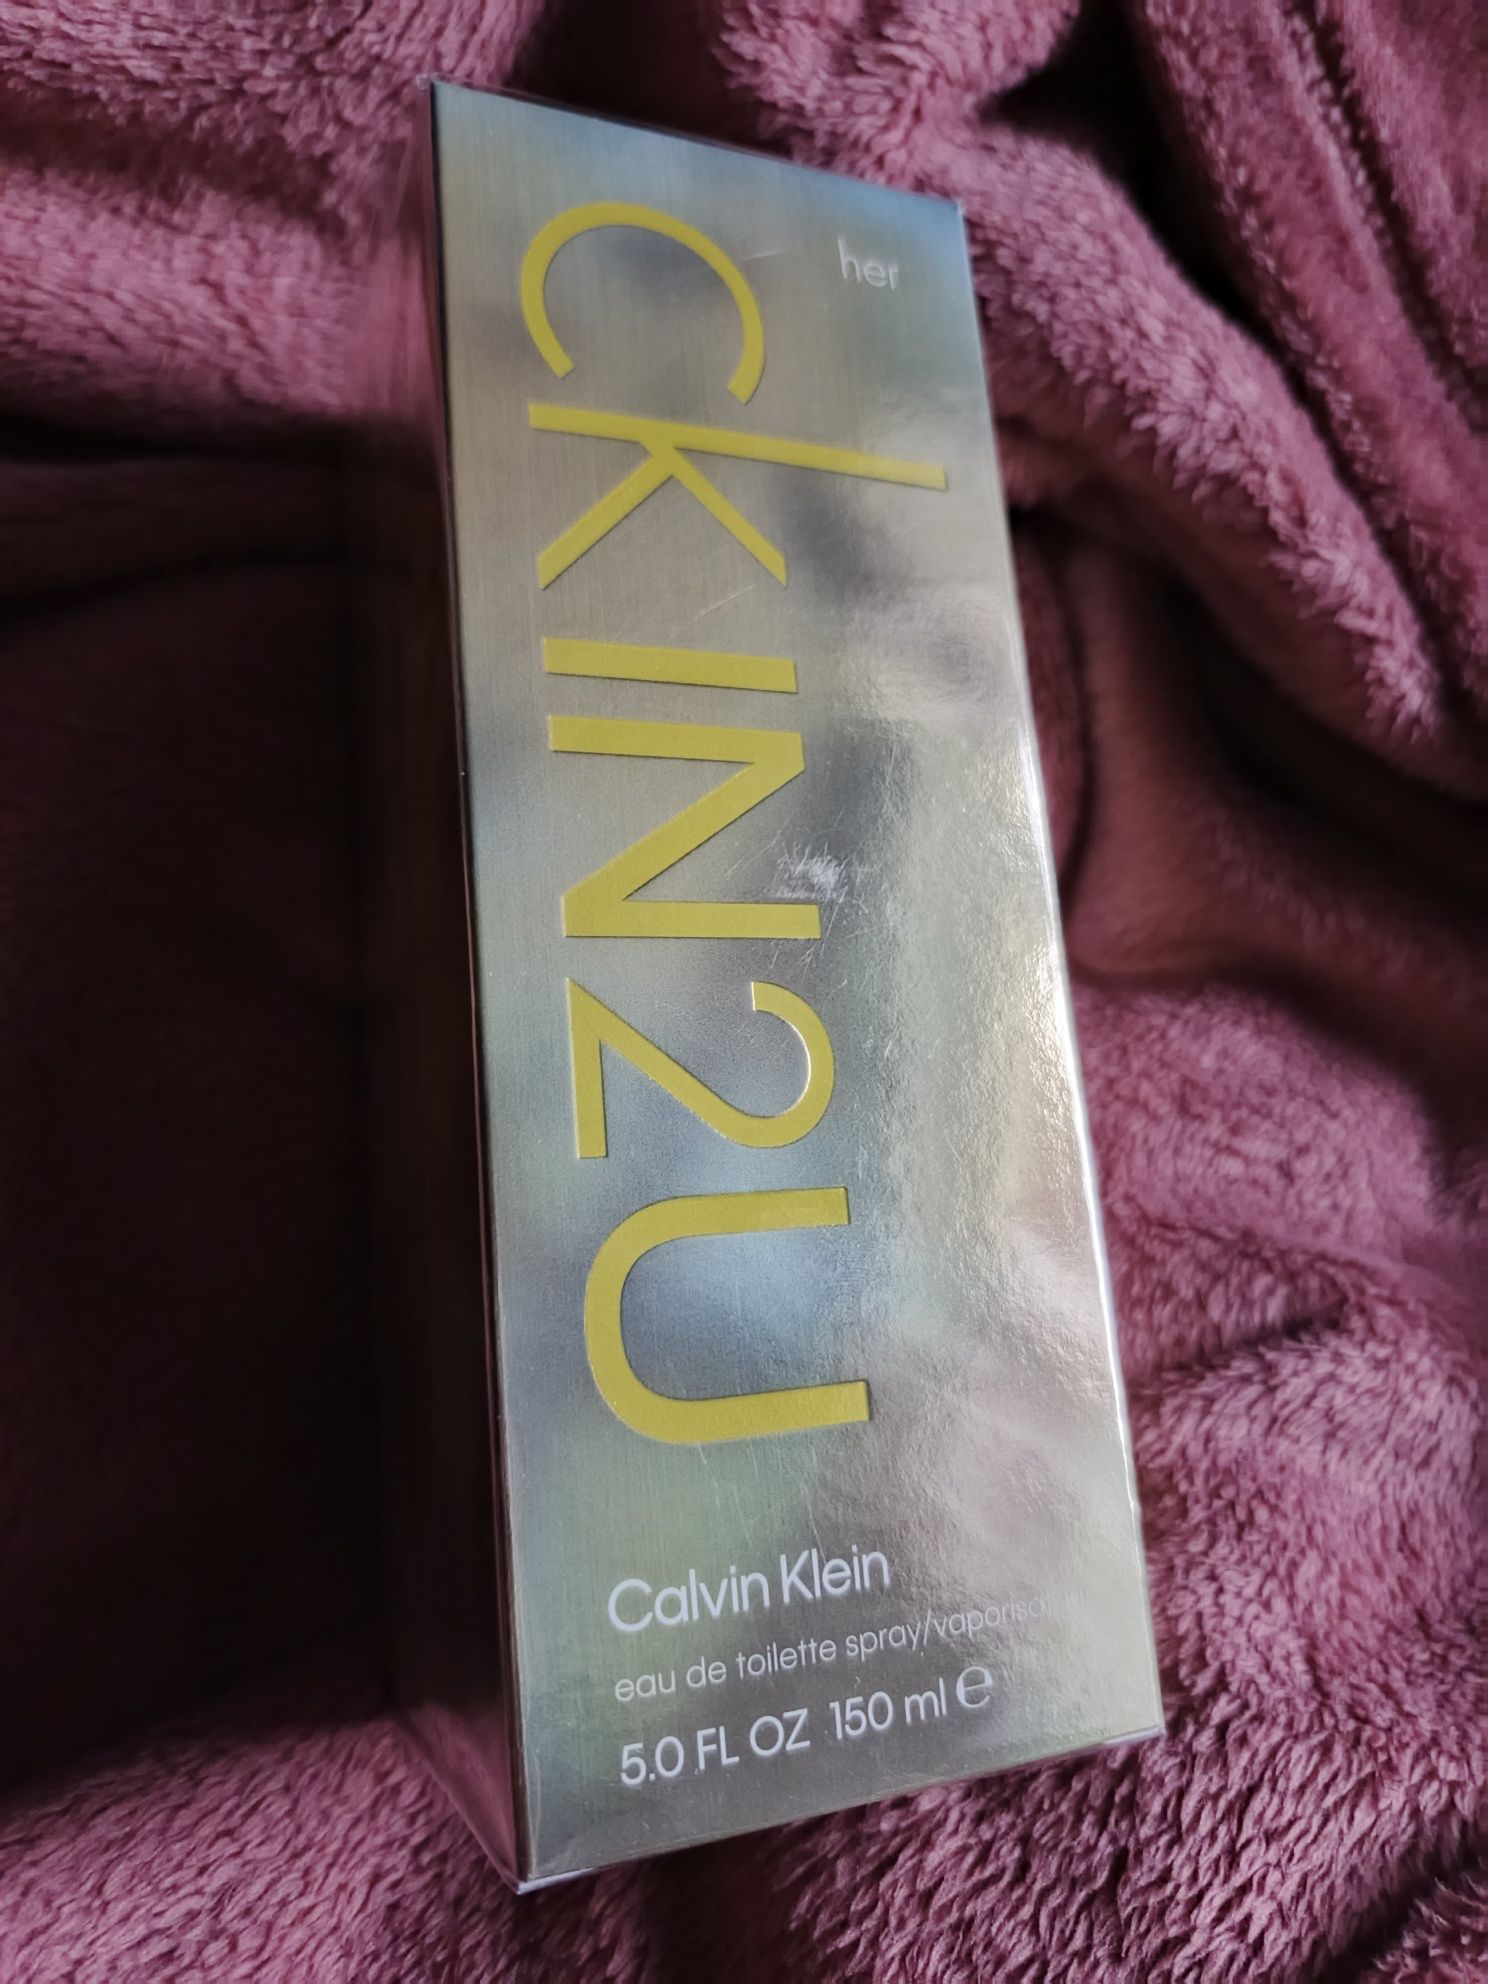 her
CKIN2U
Calvin Klein
eau de toilette spray/
5.0 FL OZ 150 ml ℮